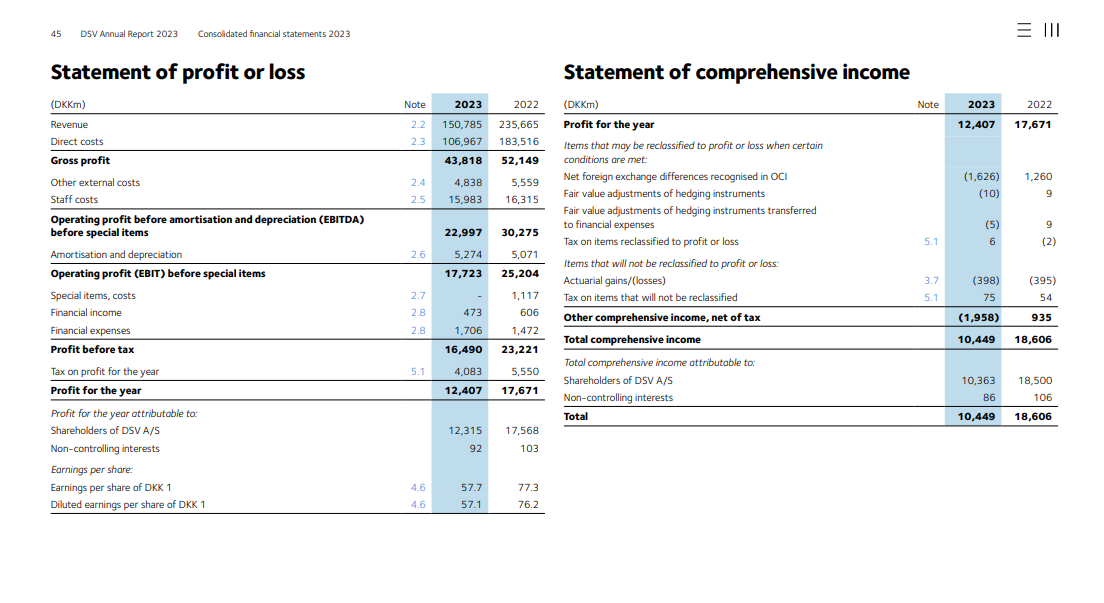 45 DSV Annual Report 2023 Consolidated financial statements 2023
Statement of profit or loss
(DKKm) Note 2023 2022
Revenue 2.2 150,785 235,665
Direct costs 2.3 106,967 183,516
Gross profit 43,818 52,149
Other external costs 2.4 4,838 5,559
Staff costs 2.5 15,983 16,315
Operating profit before amortisation and depreciation (EBITDA)
before special items 22,997 30,275
Amortisation and depreciation 2.6 5,274 5,071
Operating profit (EBIT) before special items 17,723 25,204
Special items, costs 2.7 – 1,117
Financial income 2.8 473 606
Financial expenses 2.8 1,706 1,472
Profit before tax 16,490 23,221
Tax on profit for the year 5.1 4,083 5,550
Profit for the year 12,407 17,671
Profit for the year attributable to:
Shareholders of DSV A/S 12,315 17,568
Non-controlling interests 92 103
Earnings per share:
Earnings per share of DKK 1 4.6 57.7 77.3
Diluted earnings per share of DKK 1 4.6 57.1 76.2
Statement of comprehensive income
(DKKm) Note 2023 2022
Profit for the year 12,407 17,671
Items that may be reclassified to profit or loss when certain
conditions are met:
Net foreign exchange differences recognised in OCI (1,626) 1,260
Fair value adjustments of hedging instruments (10) 9
Fair value adjustments of hedging instruments transferred
to financial expenses (5) 9
Tax on items reclassified to profit or loss 5.1 6 (2)
Items that will not be reclassified to profit or loss:
Actuarial gains/(losses) 3.7 (398) (395)
Tax on items that will not be reclassified 5.1 75 54
Other comprehensive income, net of tax (1,958) 935
Total comprehensive income 10,449 18,606
Total comprehensive income attributable to:
Shareholders of DSV A/S 10,363 18,500
Non-controlling interests 86 106
Total 10,449 18,606